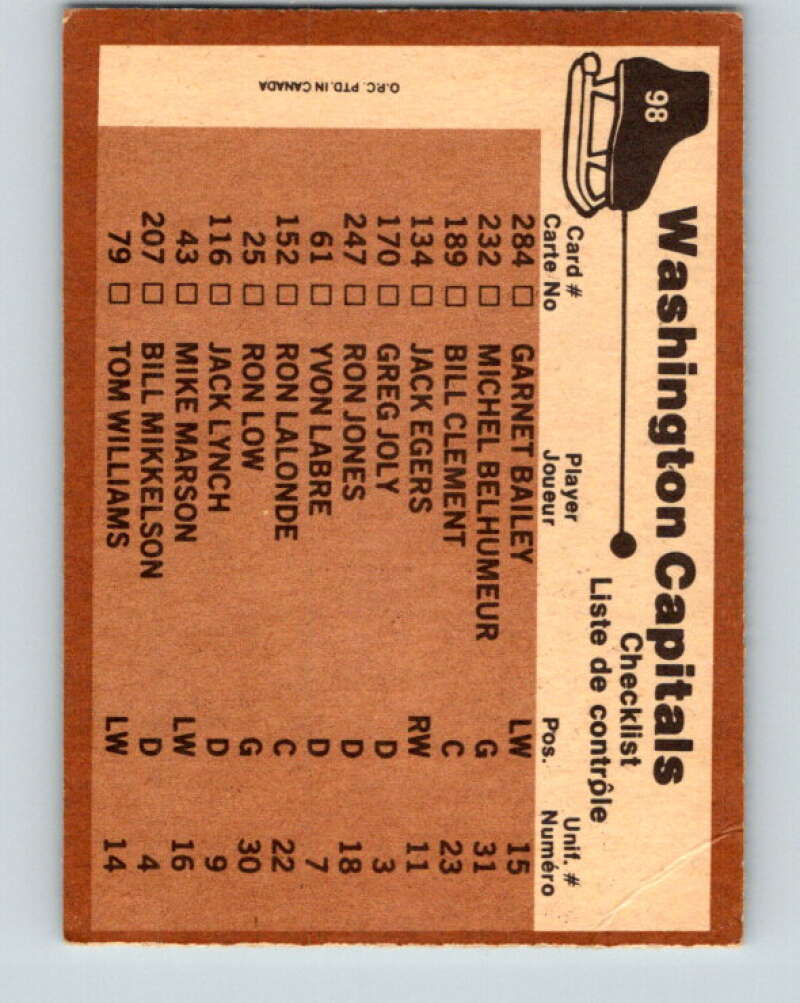 98
Washington Capitals
Checklist
Liste de contrôle
Card # Player Unif. #
Carte No Joueur Pos. Numéro
284 □ GARNET BAILEY LW 15
232 □ MICHEL BELHUMEUR G 31
189 □ BILL CLEMENT C 23
134 □ JACK EGERS RW 11
170 □ GREG JOLY D 3
247 □ RON JONES D 18
61 □ YVON LABRE D 7
152 □ RON LALONDE C 22
25 □ RON LOW G 30
116 □ JACK LYNCH D 9
43 □ MIKE MARSON LW 16
207 □ BILL MIKKELSON D 4
79 □ TOM WILLIAMS LW 14
O.P.C. PTD. IN CANADA